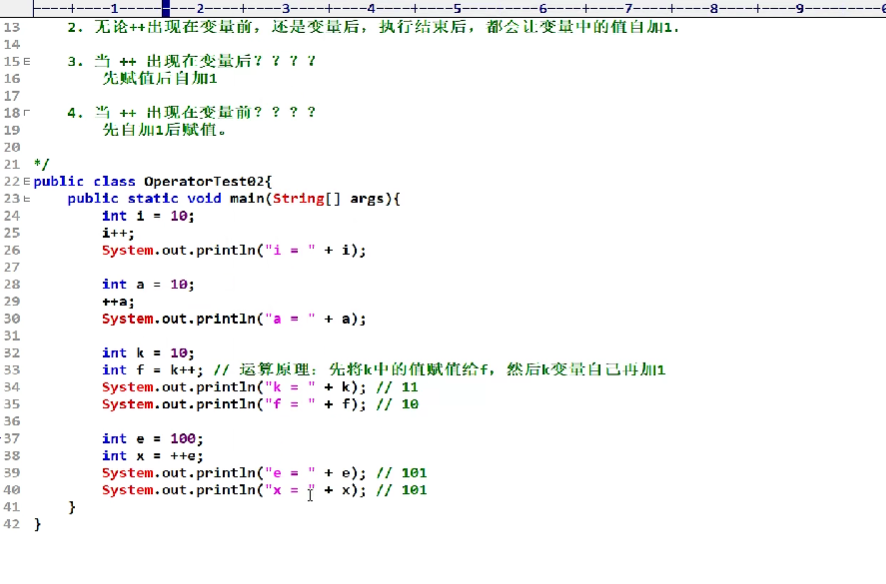 1 2 3 4 5 6 7 8 9
13 2. 无论++出现在变量前，还是变量后，执行结束后，都会让变量中的值自加1.
14
15 3. 当 ++ 出现在变量后？？？？
16 先赋值后自加1
17
18 4. 当 ++ 出现在变量前？？？？
19 先自加1后赋值。
20
21 */
22 public class OperatorTest02{
23 public static void main(String[] args){
24 int i = 10;
25 i++;
26 System.out.println("i = " + i);
27
28 int a = 10;
29 ++a;
30 System.out.println("a = " + a);
31
32 int k = 10;
33 int f = k++; // 运算原理：先将k中的值赋值给f，然后k变量自己再加1
34 System.out.println("k = " + k); // 11
35 System.out.println("f = " + f); // 10
36
37 int e = 100;
38 int x = ++e;
39 System.out.println("e = " + e); // 101
40 System.out.println("x = " + x); // 101
41 }
42 }